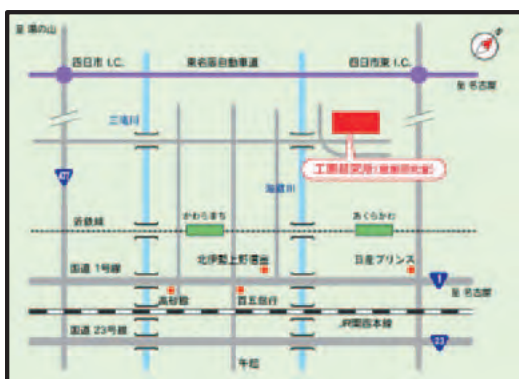 至 湯の山
四日市 I.C.
東名阪自動車道
四日市東 I.C.
至 名古屋
三滝川
海蔵川
477
近鉄線
かわらまち
あくらがわ
北伊勢上野信金
日産プリンス
国道 1号線
1
至 名古屋
百五銀行
JR関西本線
国道 23号線
23
午起